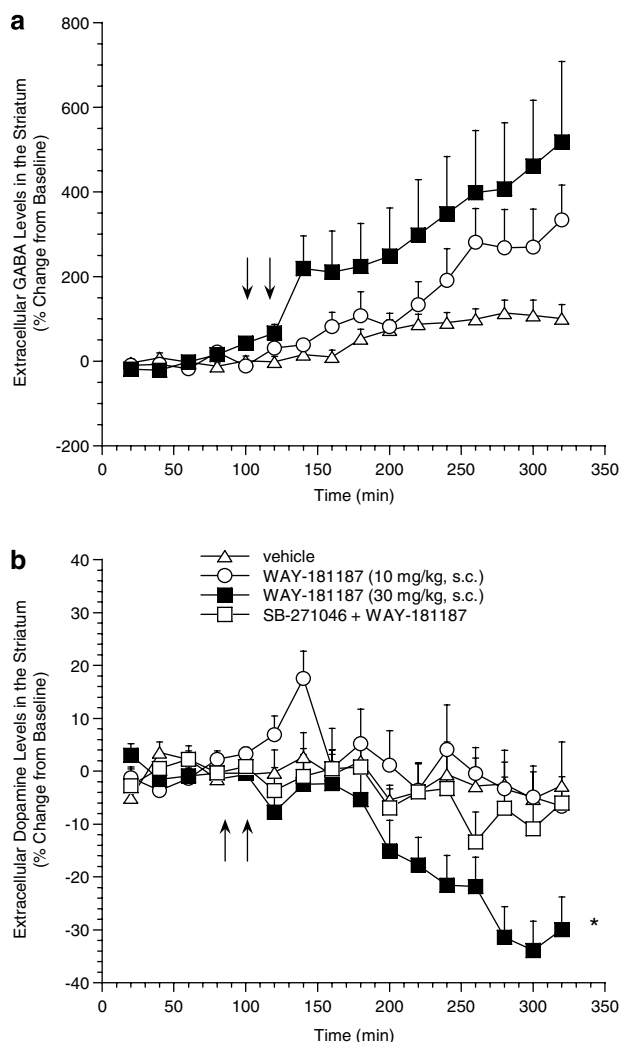 a
Extracellular GABA Levels in the Striatum
(% Change from Baseline)
800
600
400
200
0
-200
0 50 100 150 200 250 300 350
Time (min)
b
Extracellular Dopamine Levels in the Striatum
(% Change from Baseline)
40
30
20
10
0
-10
-20
-30
-40
vehicle
WAY-181187 (10 mg/kg, s.c.)
WAY-181187 (30 mg/kg, s.c.)
SB-271046 + WAY-181187
*
0 50 100 150 200 250 300 350
Time (min)